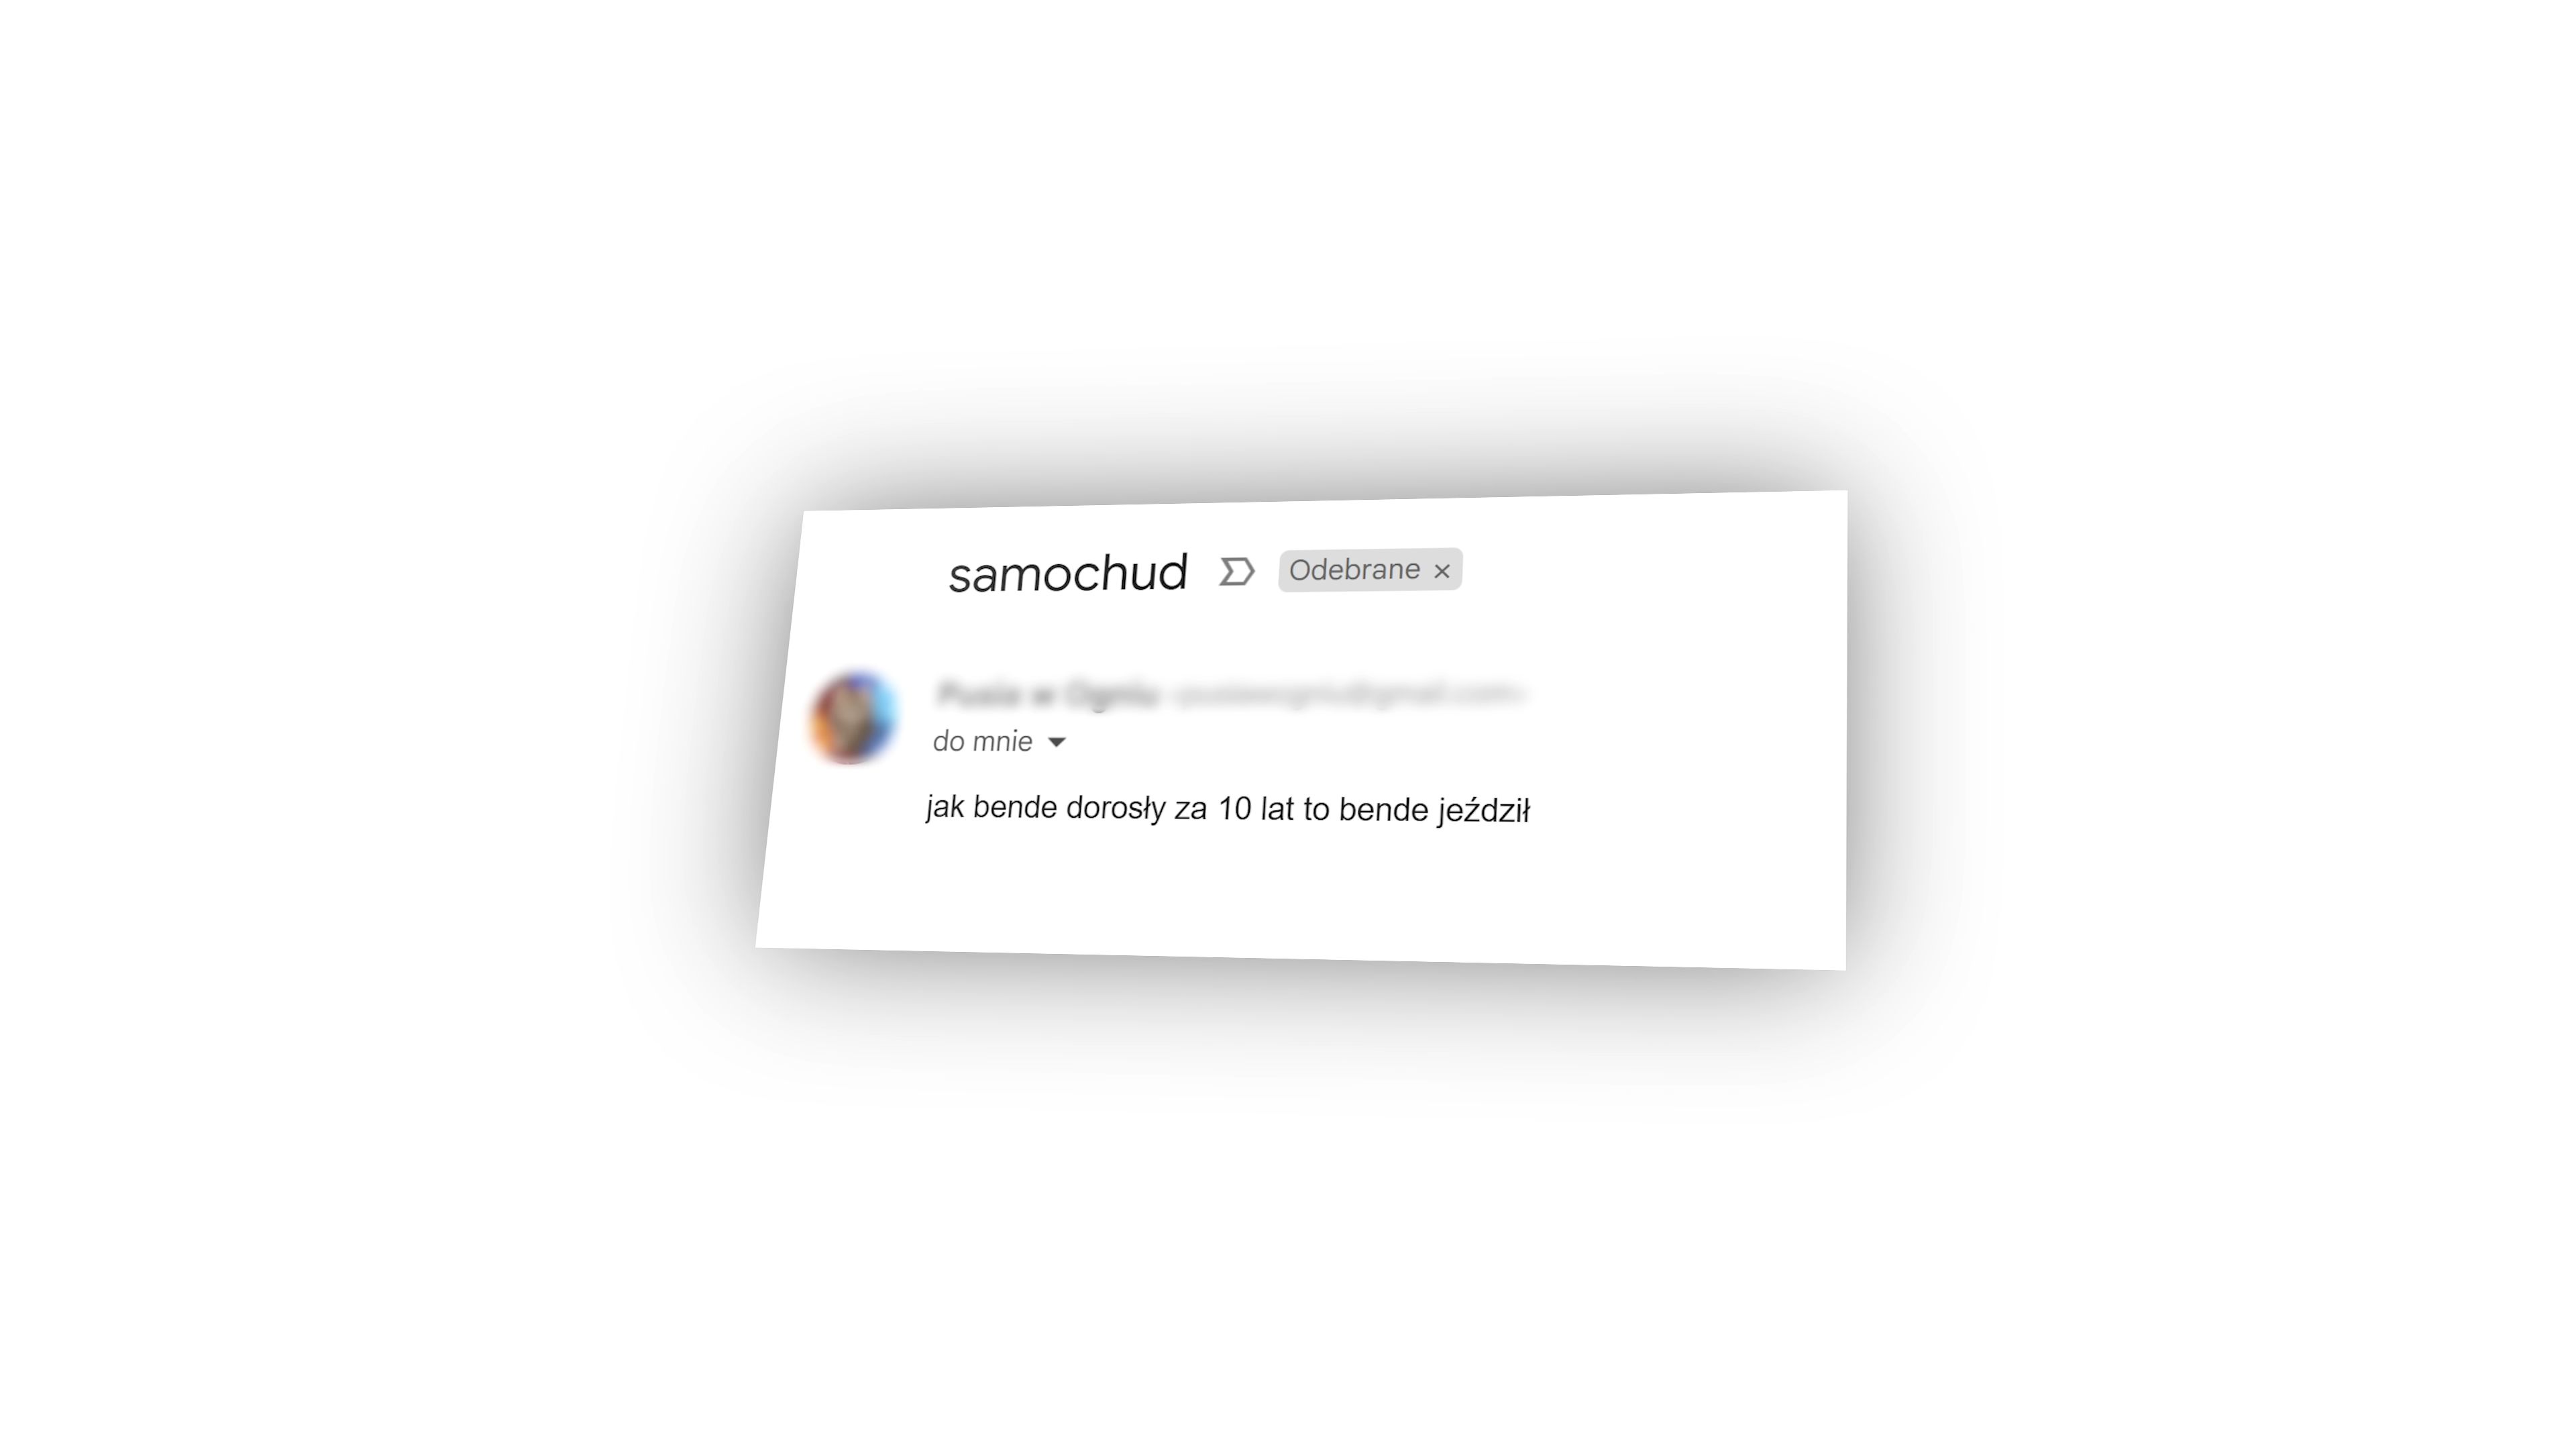 samochud Odebrane ×
do mnie
jak bende dorosły za 10 lat to bende jeździł